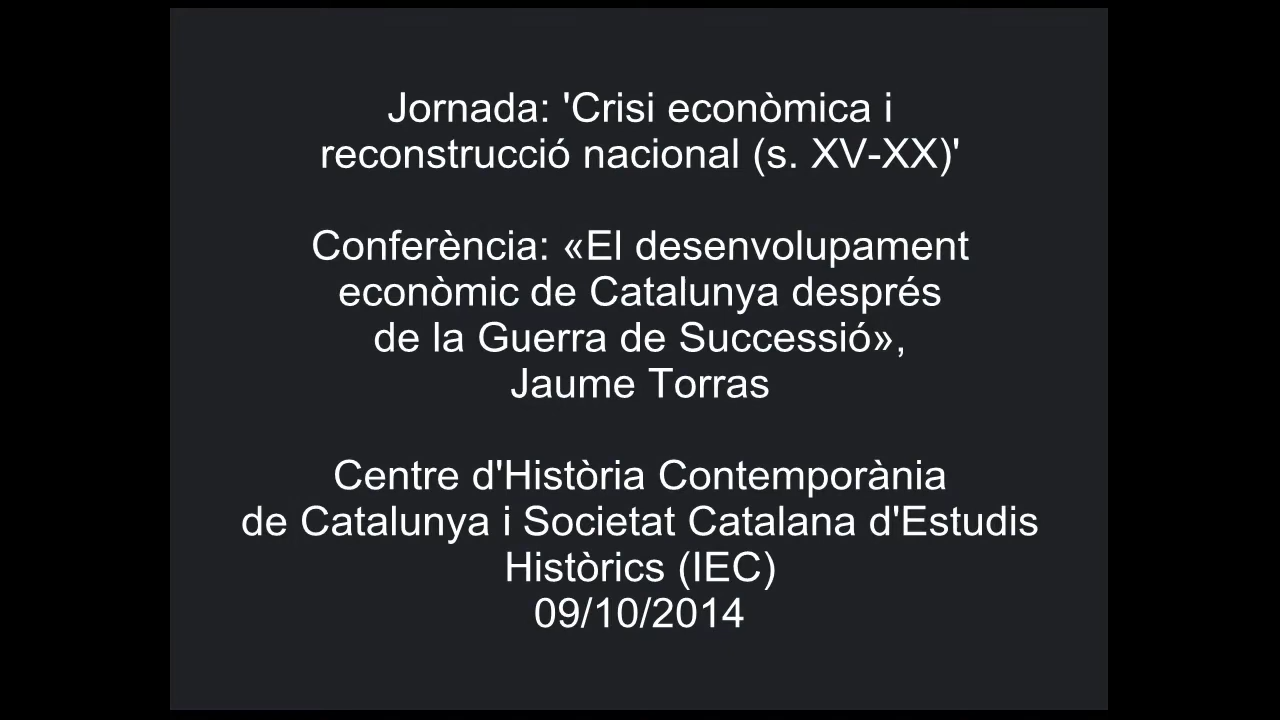 Jornada: 'Crisi econòmica i
reconstrucció nacional (s. XV-XX)'
Conferència: «El desenvolupament
econòmic de Catalunya després
de la Guerra de Successió»,
Jaume Torras
Centre d'Història Contemporània
de Catalunya i Societat Catalana d'Estudis
Històrics (IEC)
09/10/2014